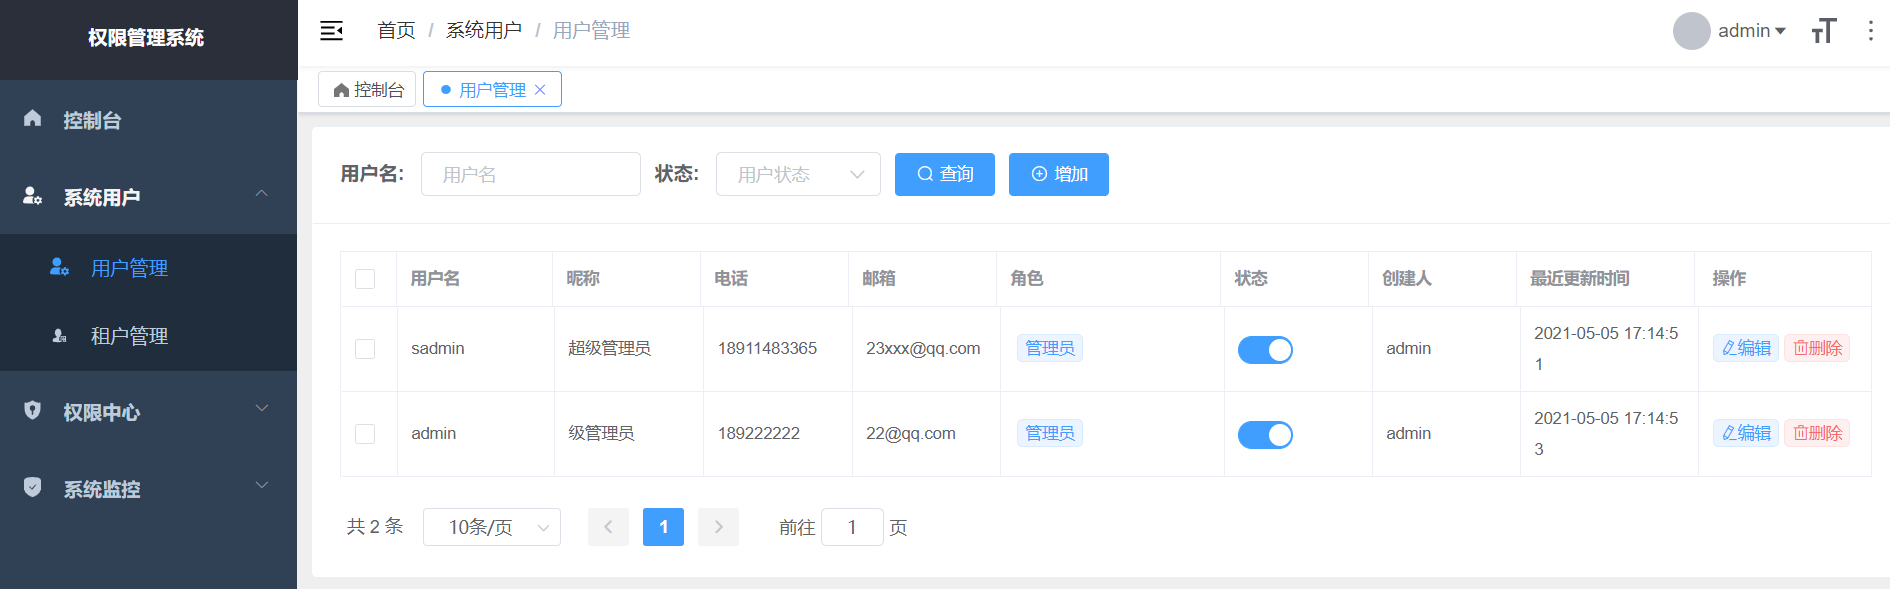 权限管理系统
首页 / 系统用户 / 用户管理
admin
控制台
用户管理
控制台
系统用户
用户管理
租户管理
权限中心
系统监控
用户名: 用户名 状态: 用户状态 查询 增加
用户名 昵称 电话 邮箱 角色 状态 创建人 最近更新时间 操作
sadmin 超级管理员 18911483365 23xxx@qq.com 管理员 admin 2021-05-05 17:14:5
1 编辑 删除
admin 级管理员 189222222 22@qq.com 管理员 admin 2021-05-05 17:14:5
3 编辑 删除
共 2 条 10条/页 1 前往 1 页